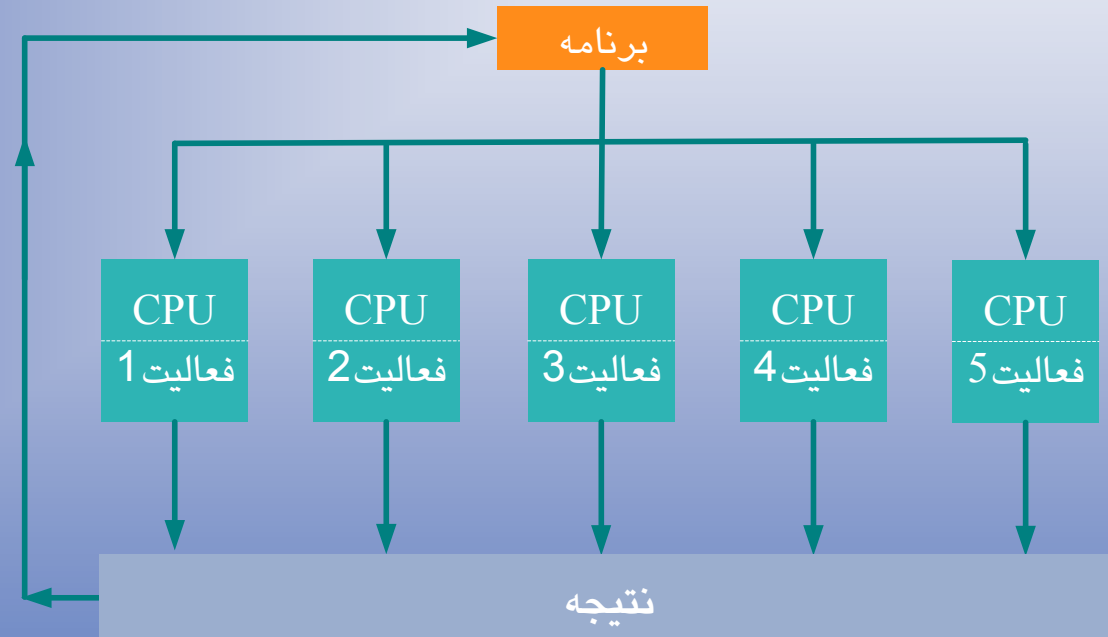 برنامه
CPU
فعالیت1
CPU
فعالیت2
CPU
فعالیت3
CPU
فعالیت4
CPU
فعالیت5
نتیجه